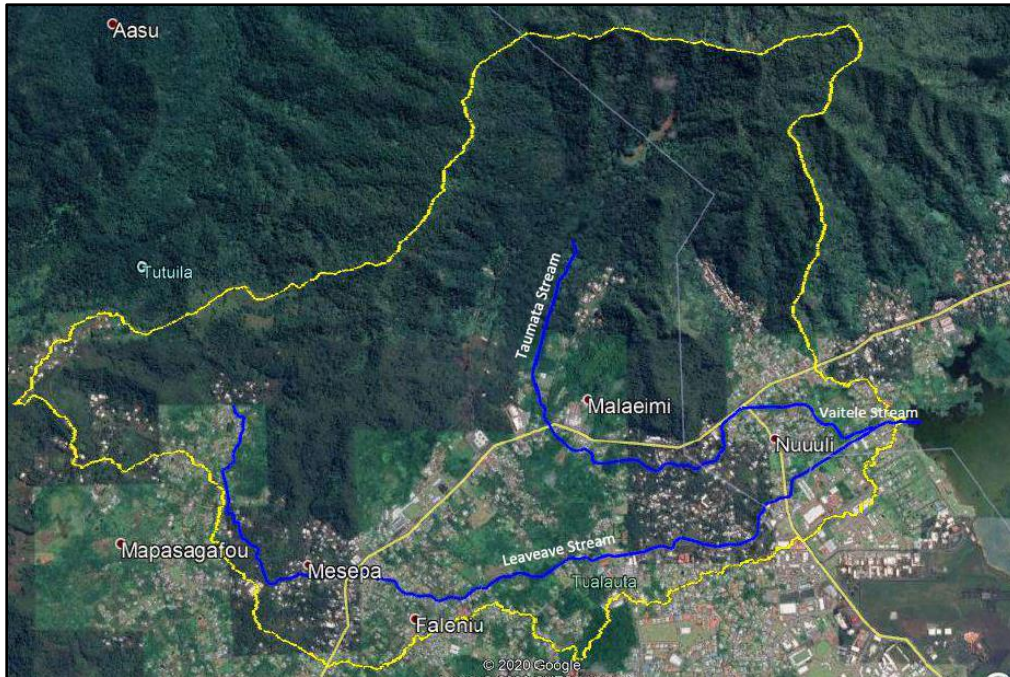 Aasu
Tutuila
Taumata Stream
Malaeimi
Vaitele Stream
Nuuuli
Leaveave Stream
Mapasagafou
Mesepa
Tualauta
Faleniu
© 2020 Google